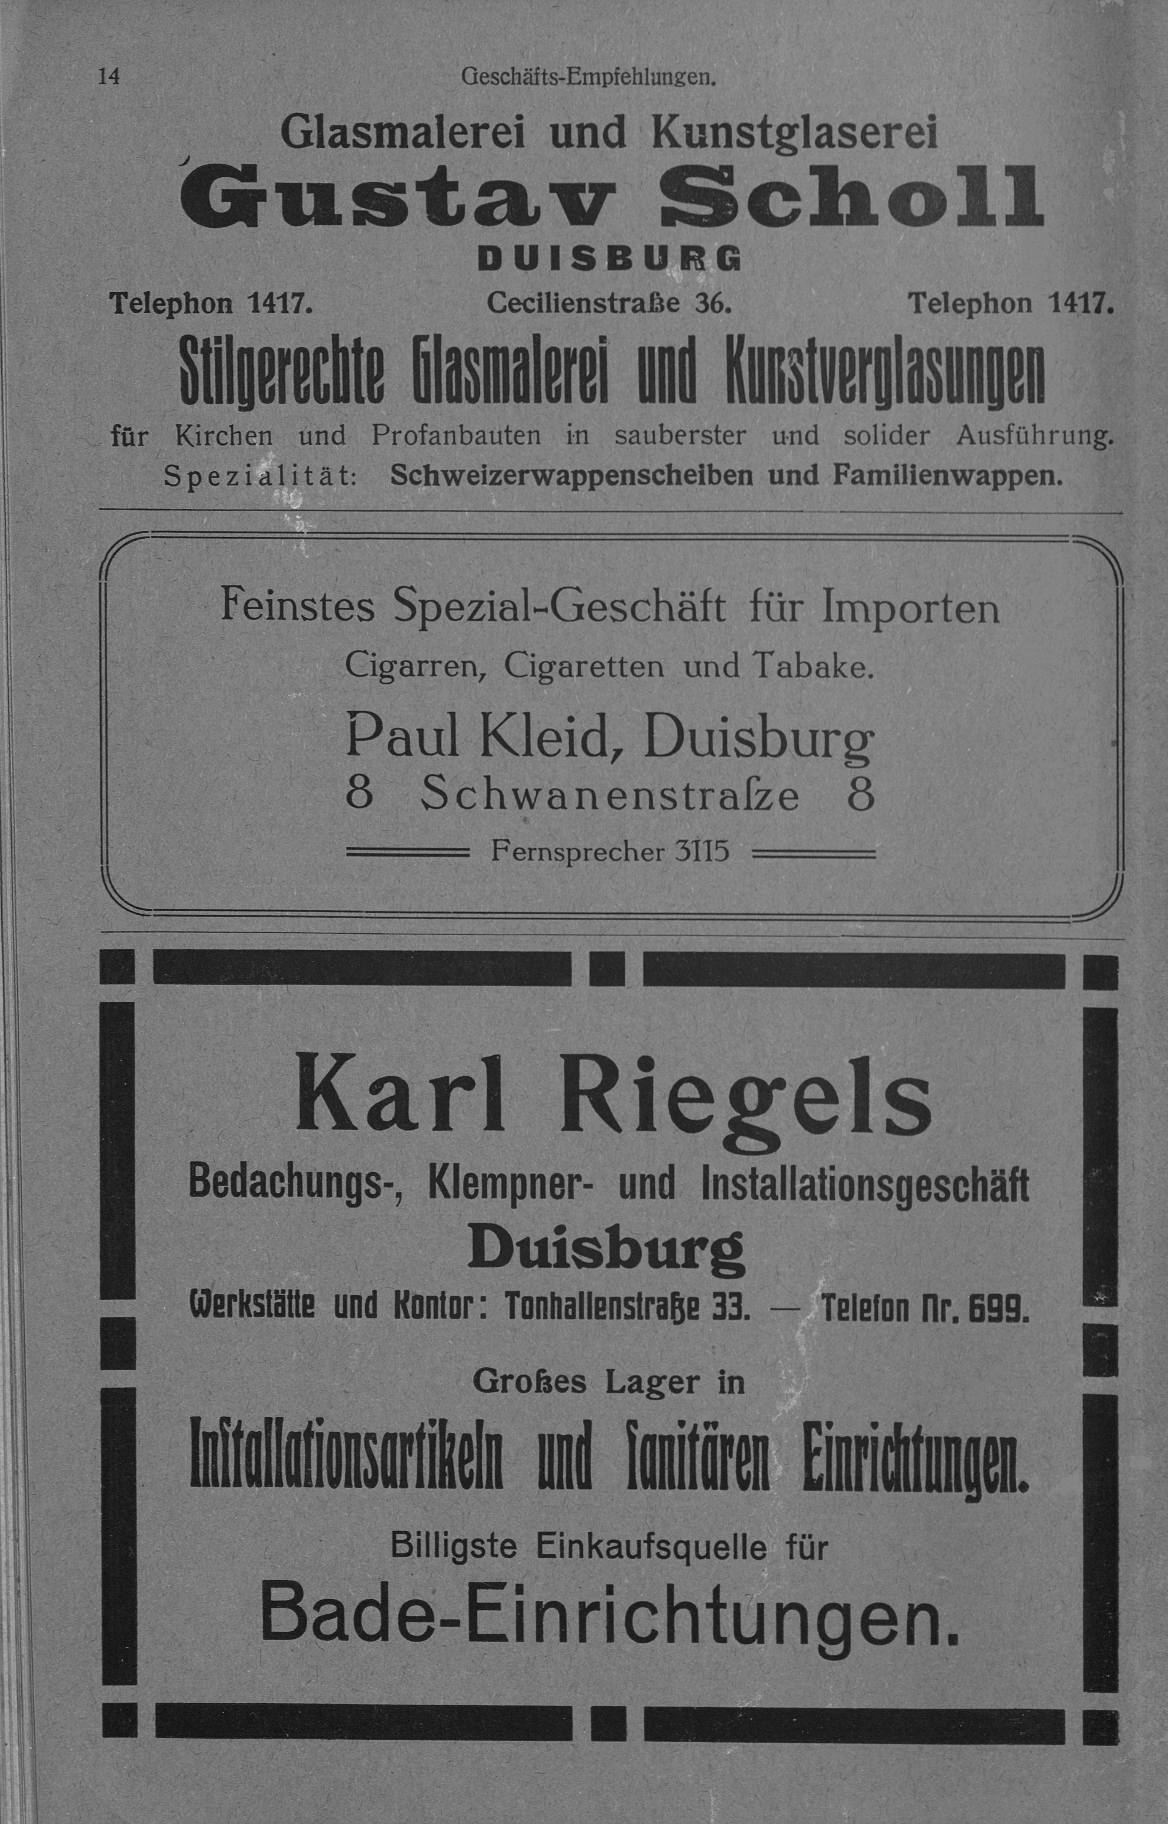 14
Geschäfts-Empfehlungen.
Glasmalerei und Kunstglaserei
Gustav Scholl
DUISBURG
Telephon 1417. Cecilienstraße 36. Telephon 1417.
Stilgerechte Glasmalerei und Kunstverglasungen
für Kirchen und Profanbauten in sauberster und solider Ausführung.
Spezialität: Schweizerwappenscheiben und Familienwappen.
Feinstes Spezial-Geschäft für Importen
Cigarren, Cigaretten und Tabake.
Paul Kleid, Duisburg
8 Schwanenstraſze 8
Fernsprecher 3115
Karl Riegels
Bedachungs-, Klempner- und Installationsgeschäft
Duisburg
Werkstätte und Kontor: Tonhallenstraße 33. — Telefon Nr. 699.
Großes Lager in
Inſtallationsartikeln und ſanitären Einrichtungen.
Billigste Einkaufsquelle für
Bade-Einrichtungen.